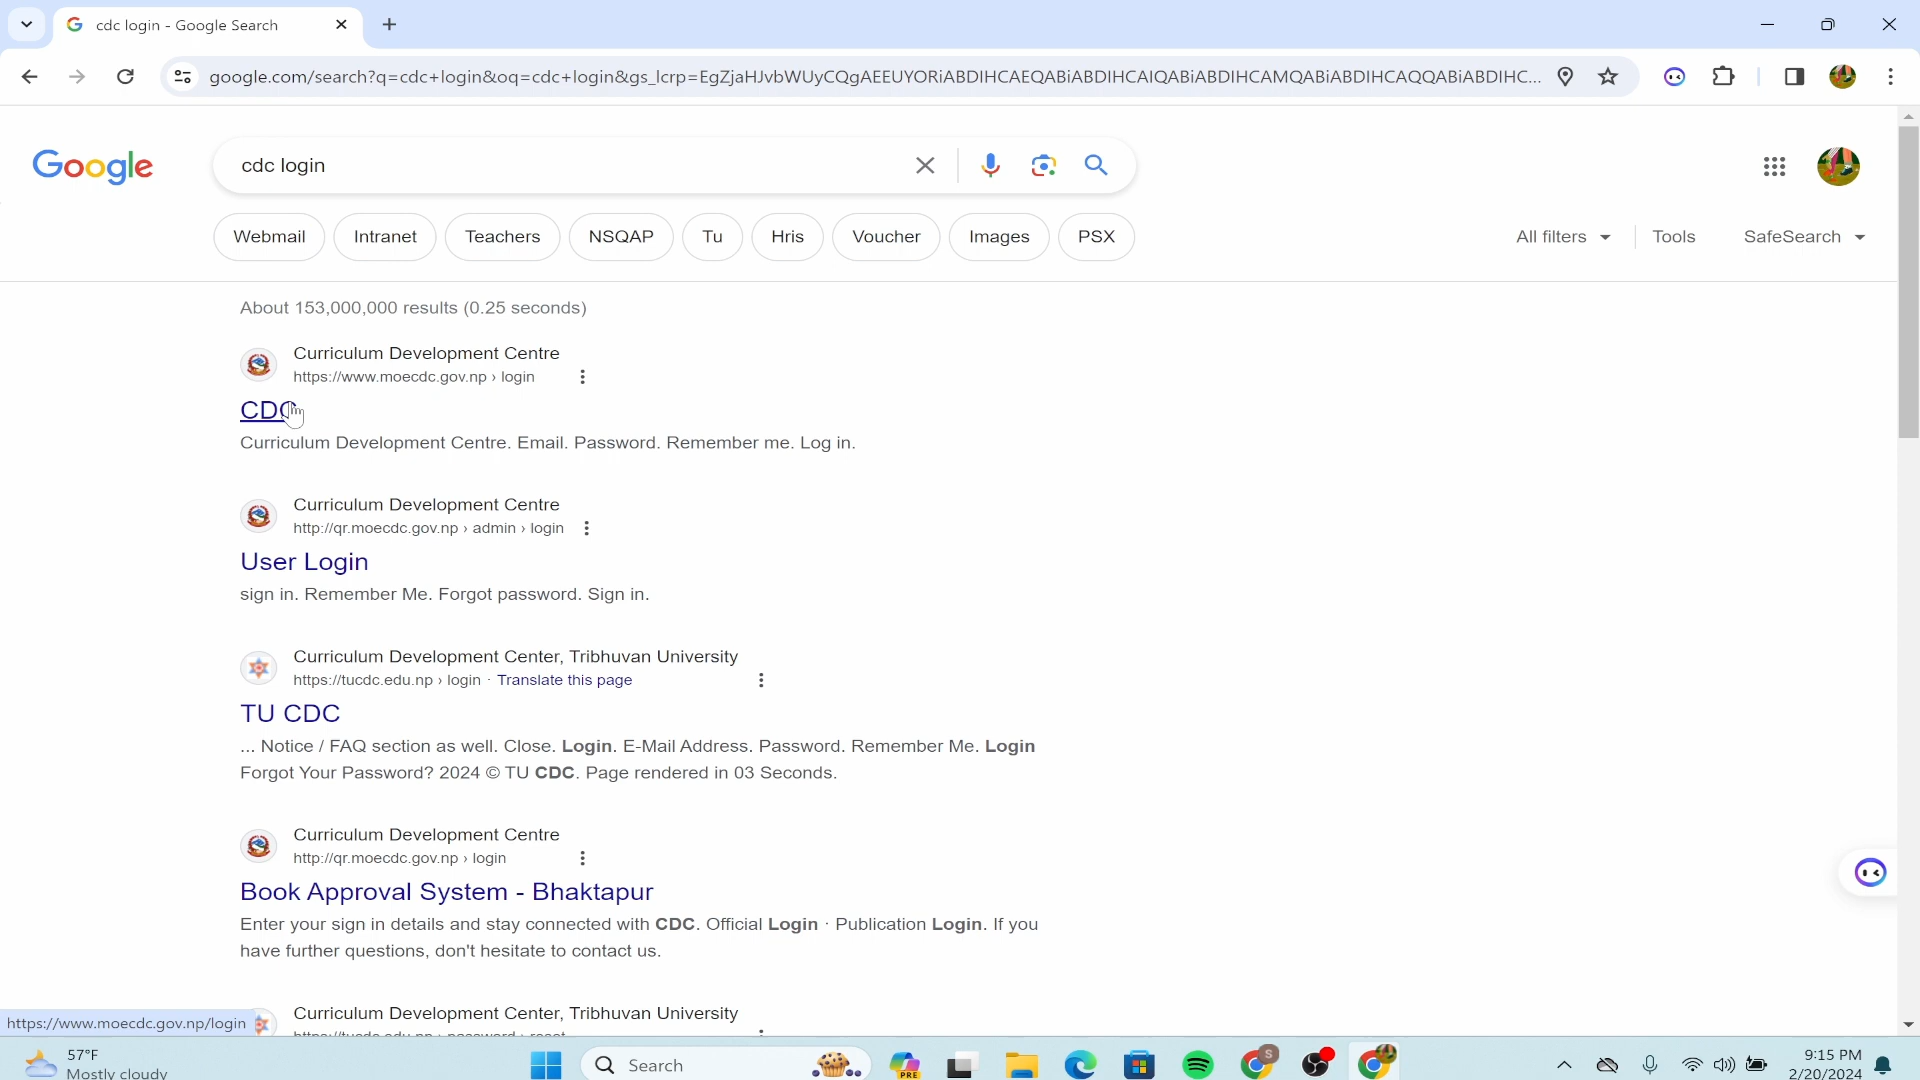 cdc login - Google Search
google.com/search?q=cdc+login&oq=cdc+login&gs_lcrp=EgZjaHJvbWUyCQgAEEUYORiABDIHCAEQABiABDIHCAIQABiABDIHCAMQABiABDIHCAQQABiABDIHC...
Google
cdc login
Webmail Intranet Teachers NSQAP Tu Hris Voucher Images PSX All filters Tools SafeSearch
About 153,000,000 results (0.25 seconds)
Curriculum Development Centre
https://www.moecdc.gov.np › login
CDC
Curriculum Development Centre. Email. Password. Remember me. Log in.
Curriculum Development Centre
http://qr.moecdc.gov.np › admin › login
User Login
sign in. Remember Me. Forgot password. Sign in.
Curriculum Development Center, Tribhuvan University
https://tucdc.edu.np › login · Translate this page
TU CDC
... Notice / FAQ section as well. Close. Login. E-Mail Address. Password. Remember Me. Login
Forgot Your Password? 2024 © TU CDC. Page rendered in 03 Seconds.
Curriculum Development Centre
http://qr.moecdc.gov.np › login
Book Approval System - Bhaktapur
Enter your sign in details and stay connected with CDC. Official Login · Publication Login. If you
have further questions, don't hesitate to contact us.
Curriculum Development Center, Tribhuvan University
https://www.moecdc.gov.np/login
57°F
Mostly cloudy
Search
PRE
S
9:15 PM
2/20/2024